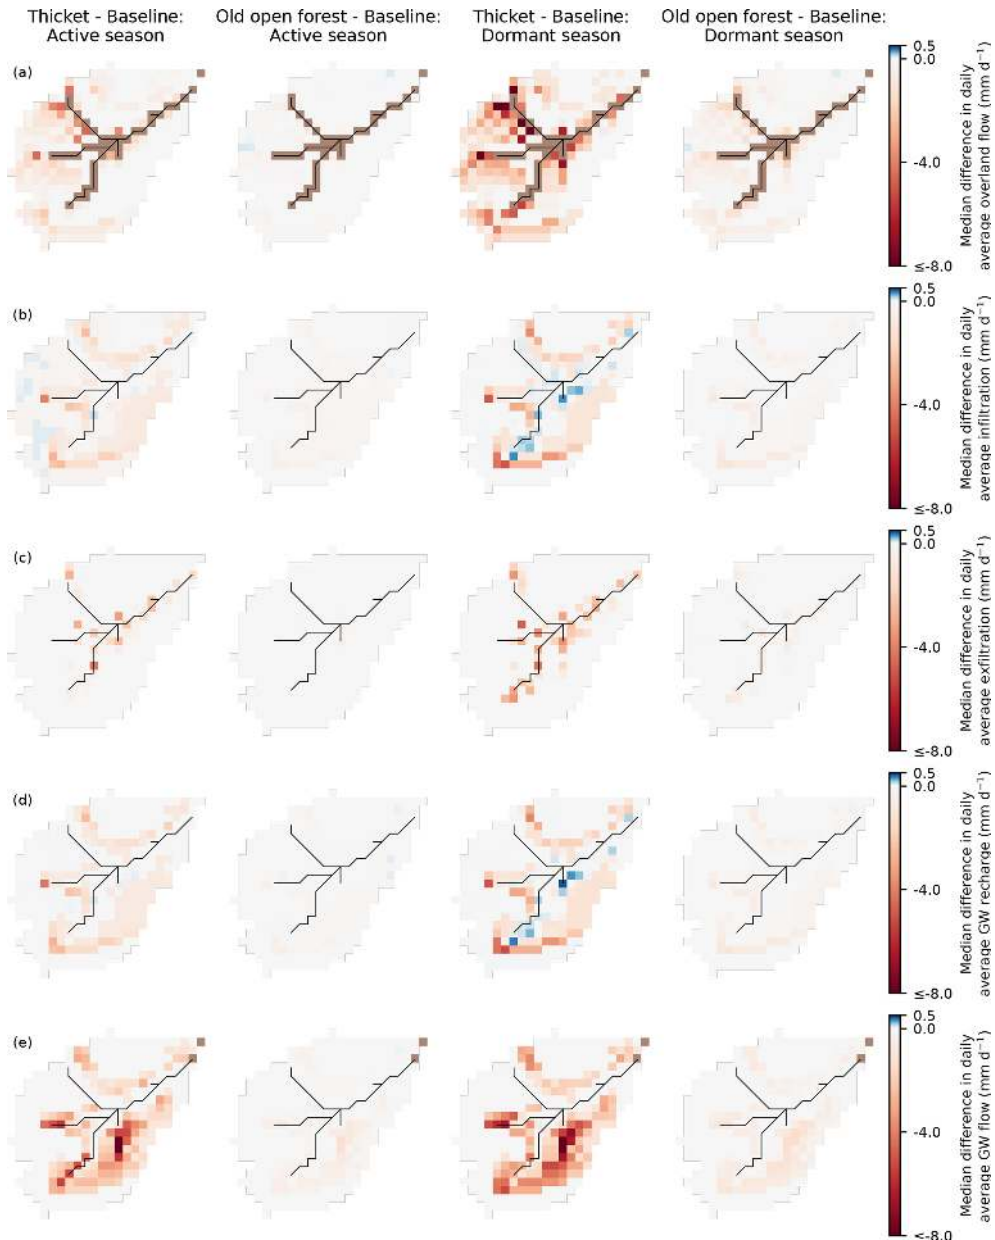 Thicket - Baseline:
Active season
Old open forest - Baseline:
Active season
Thicket - Baseline:
Dormant season
Old open forest - Baseline:
Dormant season
(a)
0.5
0.0
-4.0
≤-8.0
Median difference in daily
average overland flow (mm d⁻¹)
(b)
0.5
0.0
-4.0
≤-8.0
Median difference in daily
average infiltration (mm d⁻¹)
(c)
0.5
0.0
-4.0
≤-8.0
Median difference in daily
average exfiltration (mm d⁻¹)
(d)
0.5
0.0
-4.0
≤-8.0
Median difference in daily
average GW recharge (mm d⁻¹)
(e)
0.5
0.0
-4.0
≤-8.0
Median difference in daily
average GW flow (mm d⁻¹)